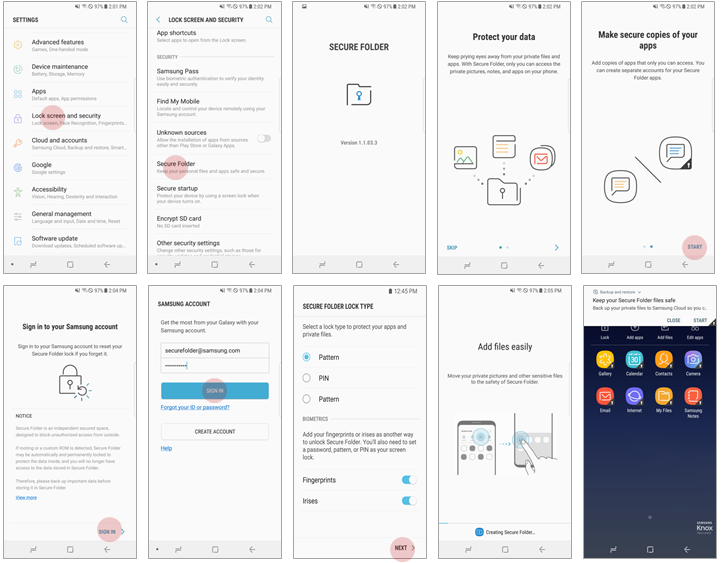 97% 2:01 PM
SETTINGS
Advanced features
Games, One-handed mode
Device maintenance
Battery, Storage, Memory
Apps
Default apps, App permissions
Lock screen and security
Lock screen, Face Recognition, Fingerprints...
Cloud and accounts
Samsung Cloud, Backup and restore, Smart...
Google
Google settings
Accessibility
Vision, Hearing, Dexterity and interaction
General management
Language and input, Date and time, Reset
Software update
Download updates, Scheduled software up...
97% 2:02 PM
LOCK SCREEN AND SECURITY
App shortcuts
Select apps to open from the Lock screen.
SECURITY
Samsung Pass
Use biometric authentication to verify your identity
easily and securely.
Find My Mobile
Locate and control your device remotely using your
Samsung account.
Unknown sources
Allow the installation of apps from sources
other than Play Store or Galaxy Apps.
Secure Folder
Keep your personal files and apps safe and secure.
Secure startup
Protect your device by using a screen lock when
your device turns on.
Encrypt SD card
No SD card inserted
Other security settings
Change other security settings, such as those for
97% 2:02 PM
SECURE FOLDER
Version 1.1.03.3
97% 2:02 PM
Protect your data
Keep prying eyes away from your private files
and apps. With Secure Folder, only you can access the
private pictures, notes, and apps on your phone.
SKIP
97% 2:02 PM
Make secure copies of your
apps
Add copies of apps that only you can access. You
can create separate accounts for your Secure
Folder apps.
START
97% 2:04 PM
Sign in to your Samsung account
Sign in to your Samsung account to reset your
Secure Folder lock if you forget it.
NOTICE
Secure Folder is an independent secured space,
designed to block unauthorized access from outside.
If rooting or a custom ROM is detected, Secure Folder
may be automatically and permanently locked to
protect the data inside, and you will no longer have
access to the data stored in Secure Folder.
Therefore, please back up important data before
storing it in Secure Folder
View more
SIGN IN
97% 2:04 PM
SAMSUNG ACCOUNT
Get the most from your Galaxy with your
Samsung account.
securefolder@samsung.com
SIGN IN
Forgot your ID or password?
CREATE ACCOUNT
Help
12:45 PM
SECURE FOLDER LOCK TYPE
Select a lock type to protect your apps and
private files.
Pattern
PIN
Pattern
BIOMETRICS
Add your fingerprints or irises as another way
to unlock Secure Folder. You'll also need to set
a password, pattern, or PIN as your screen
lock.
Fingerprints
Irises
NEXT
97% 2:05 PM
Add files easily
Move your private pictures and other sensitive files
to the safety of Secure Folder.
Creating Secure Folder...
Backup and restore
Keep your Secure Folder files safe
Back up your private files to Samsung Cloud so you c...
CLOSE START
Lock Add apps Add files Edit apps
Gallery Calendar Contacts Camera
Email Internet My Files Samsung
Notes
SAMSUNG
Knox